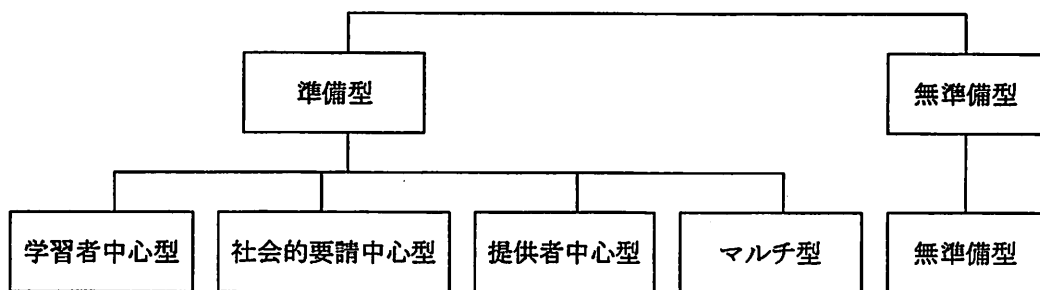 準備型
無準備型
学習者中心型
社会的要請中心型
提供者中心型
マルチ型
無準備型